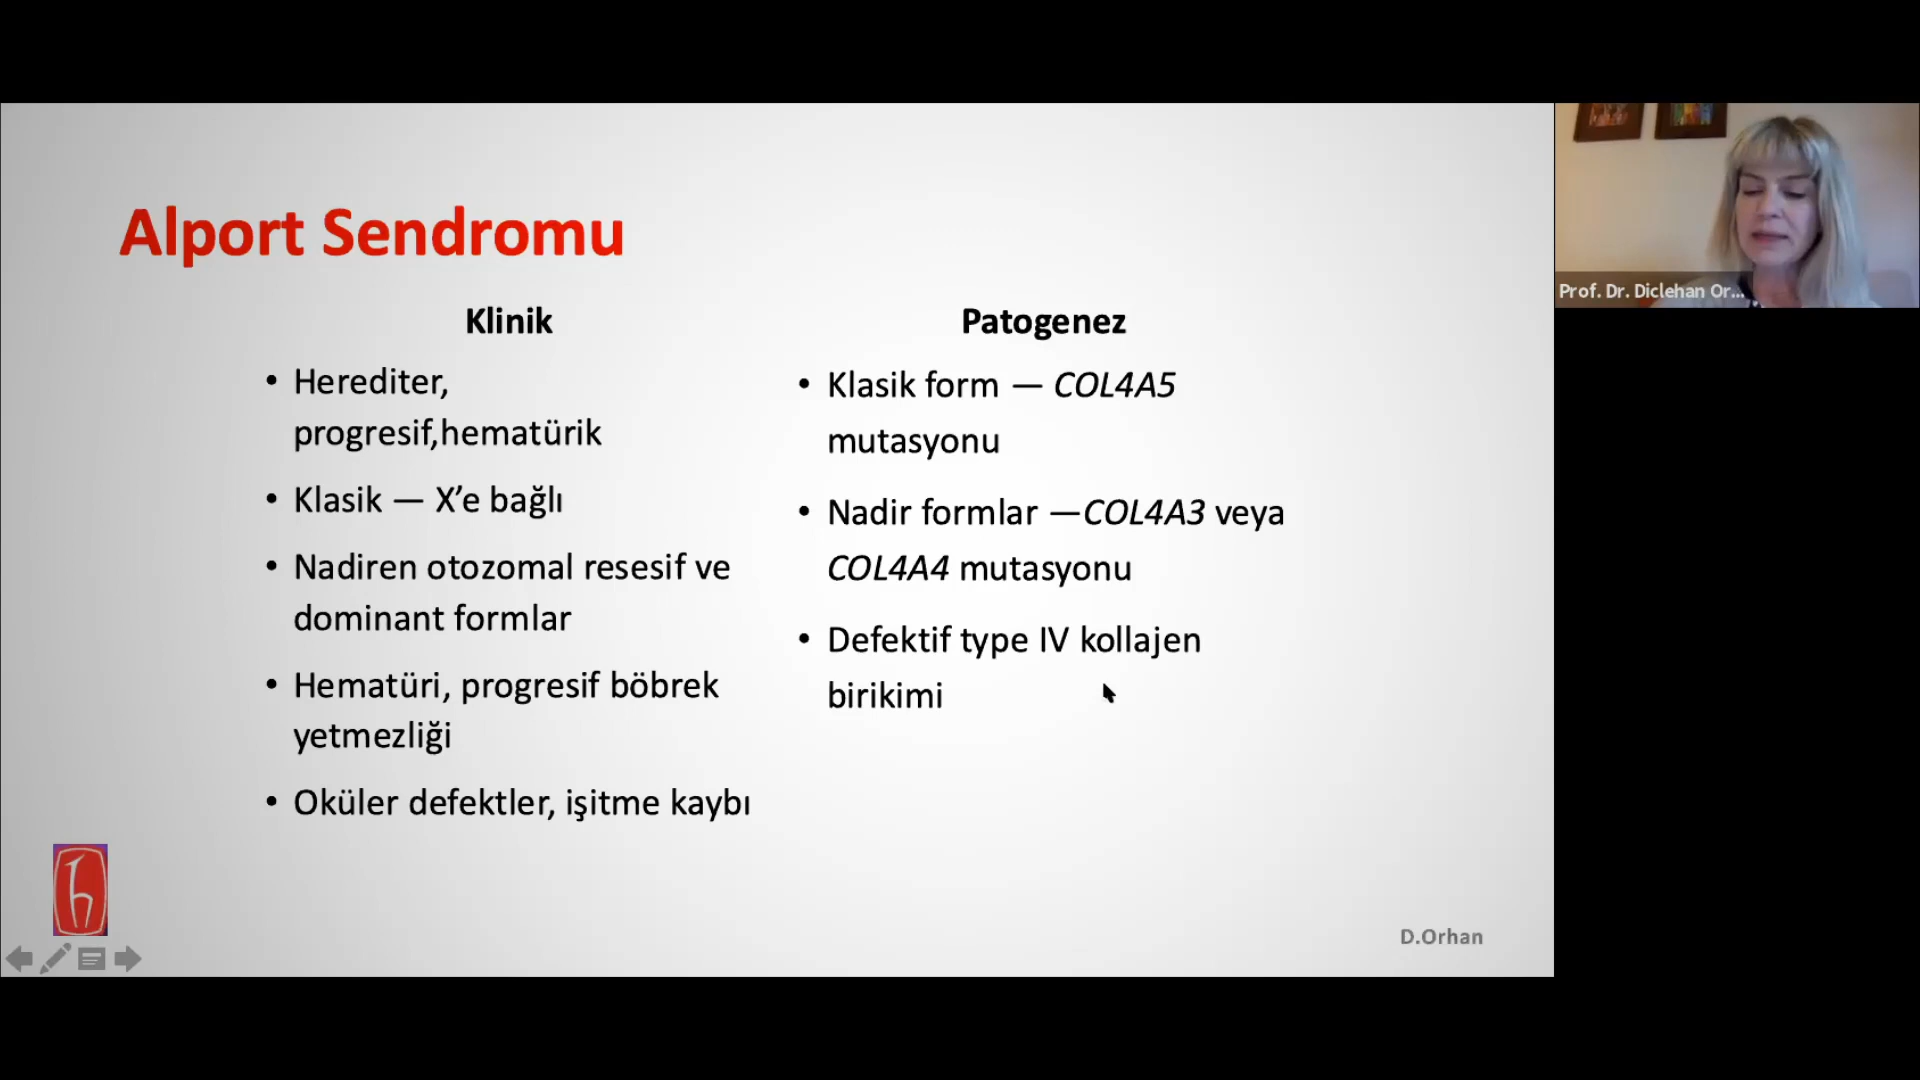 Alport Sendromu
Klinik
• Herediter,
progresif,hematürik
• Klasik — X’e bağlı
• Nadiren otozomal resesif ve
dominant formlar
• Hematüri, progresif böbrek
yetmezliği
• Oküler defektler, işitme kaybı
Patogenez
• Klasik form — COL4A5
mutasyonu
• Nadir formlar —COL4A3 veya
COL4A4 mutasyonu
• Defektif type IV kollajen
birikimi
D.Orhan
Prof. Dr. Diclehan Or...